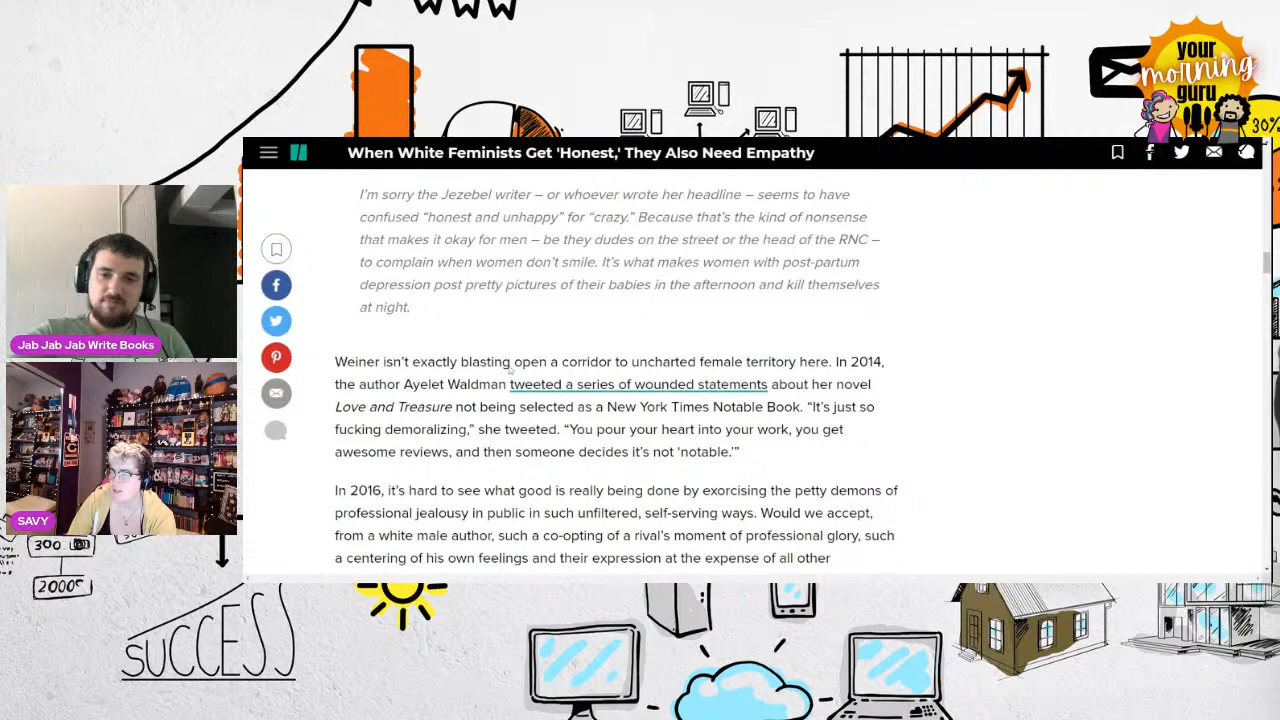 WWW
your
morning
guru
30%
When White Feminists Get 'Honest,' They Also Need Empathy
I'm sorry the Jezebel writer – or whoever wrote her headline – seems to have
confused “honest and unhappy” for “crazy.” Because that's the kind of nonsense
that makes it okay for men – be they dudes on the street or the head of the RNC –
to complain when women don't smile. It's what makes women with post-partum
depression post pretty pictures of their babies in the afternoon and kill themselves
at night.
Jab Jab Jab Write Books
Weiner isn't exactly blasting open a corridor to uncharted female territory here. In 2014,
the author Ayelet Waldman tweeted a series of wounded statements about her novel
Love and Treasure not being selected as a New York Times Notable Book. “It's just so
fucking demoralizing,” she tweeted. “You pour your heart into your work, you get
awesome reviews, and then someone decides it's not ‘notable.’”
In 2016, it's hard to see what good is really being done by exorcising the petty demons of
professional jealousy in public in such unfiltered, self-serving ways. Would we accept,
from a white male author, such a co-opting of a rival's moment of professional glory, such
a centering of his own feelings and their expression at the expense of all other
SAVY
300
2000
SUCCESS